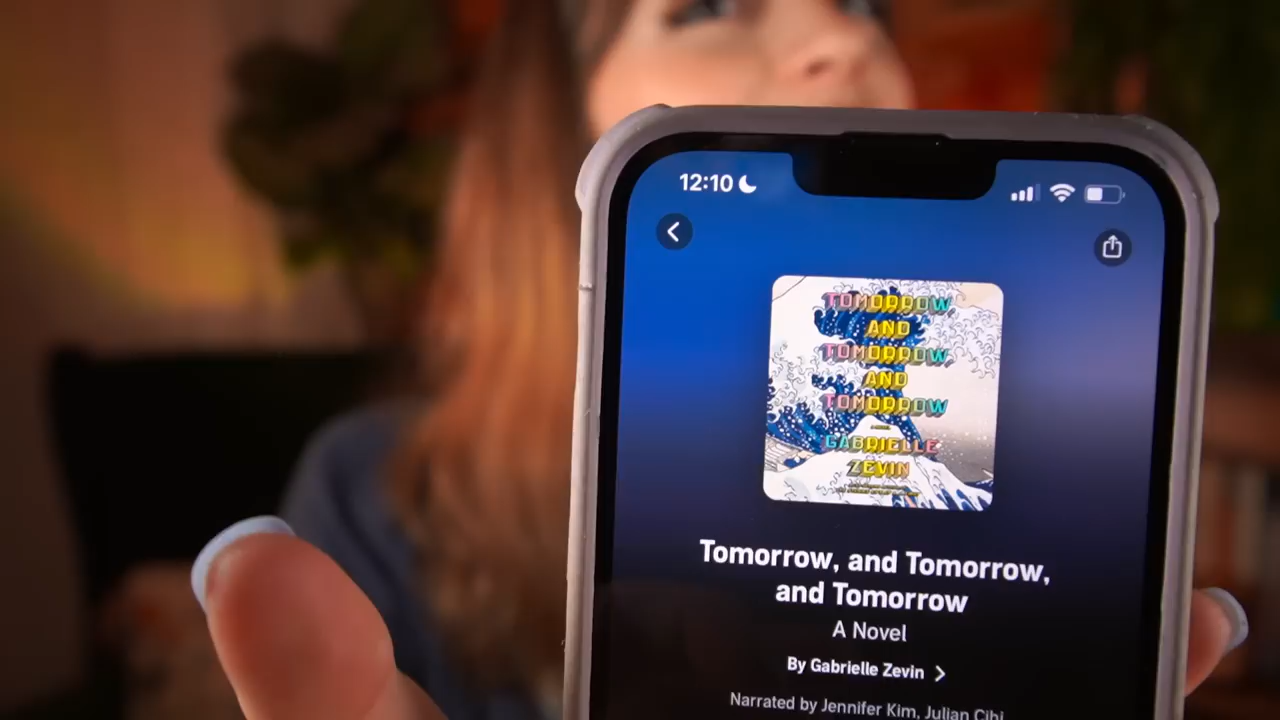 12:10
TOMORROW,
AND
TOMORROW,
AND
TOMORROW
GABRIELLE
ZEVIN
Tomorrow, and Tomorrow,
and Tomorrow
A Novel
By Gabrielle Zevin
Narrated by Jennifer Kim, Julian Cihi